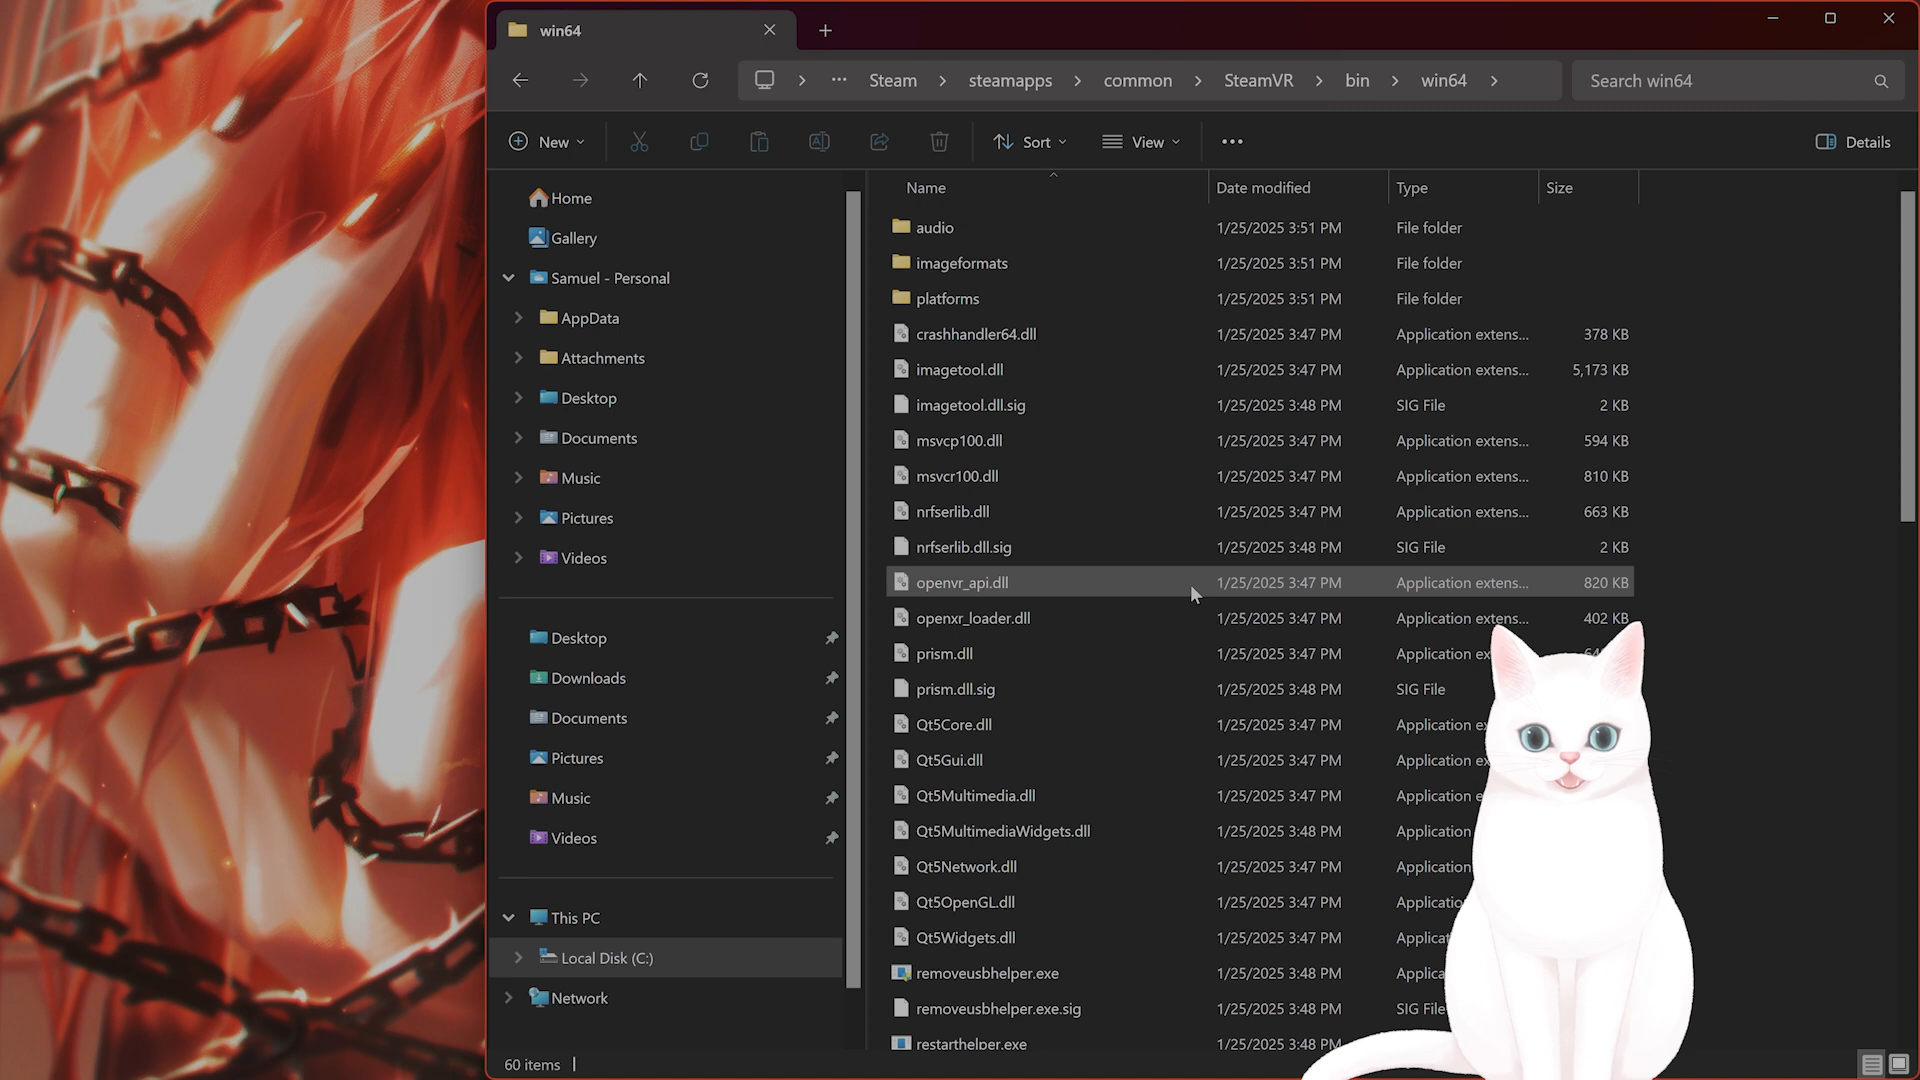 win64
Steam steamapps common SteamVR bin win64
Search win64
New
Sort
View
Details
Home
Gallery
Samuel - Personal
AppData
Attachments
Desktop
Documents
Music
Pictures
Videos
Desktop
Downloads
Documents
Pictures
Music
Videos
This PC
Local Disk (C:)
Network
Name Date modified Type Size
audio 1/25/2025 3:51 PM File folder
imageformats 1/25/2025 3:51 PM File folder
platforms 1/25/2025 3:51 PM File folder
crashhandler64.dll 1/25/2025 3:47 PM Application extens... 378 KB
imagetool.dll 1/25/2025 3:47 PM Application extens... 5,173 KB
imagetool.dll.sig 1/25/2025 3:48 PM SIG File 2 KB
msvcp100.dll 1/25/2025 3:47 PM Application extens... 594 KB
msvcr100.dll 1/25/2025 3:47 PM Application extens... 810 KB
nrfserlib.dll 1/25/2025 3:47 PM Application extens... 663 KB
nrfserlib.dll.sig 1/25/2025 3:48 PM SIG File 2 KB
openvr_api.dll 1/25/2025 3:47 PM Application extens... 820 KB
openxr_loader.dll 1/25/2025 3:47 PM Application extens... 402 KB
prism.dll 1/25/2025 3:47 PM Application
prism.dll.sig 1/25/2025 3:48 PM SIG File
Qt5Core.dll 1/25/2025 3:47 PM Application
Qt5Gui.dll 1/25/2025 3:47 PM Application
Qt5Multimedia.dll 1/25/2025 3:47 PM Application
Qt5MultimediaWidgets.dll 1/25/2025 3:48 PM Application
Qt5Network.dll 1/25/2025 3:47 PM Application
Qt5OpenGL.dll 1/25/2025 3:47 PM
Qt5Widgets.dll 1/25/2025 3:47 PM
removeusbhelper.exe 1/25/2025 3:48 PM
removeusbhelper.exe.sig 1/25/2025 3:48 PM SIG File
restarthelper.exe 1/25/2025 3:48 PM
60 items